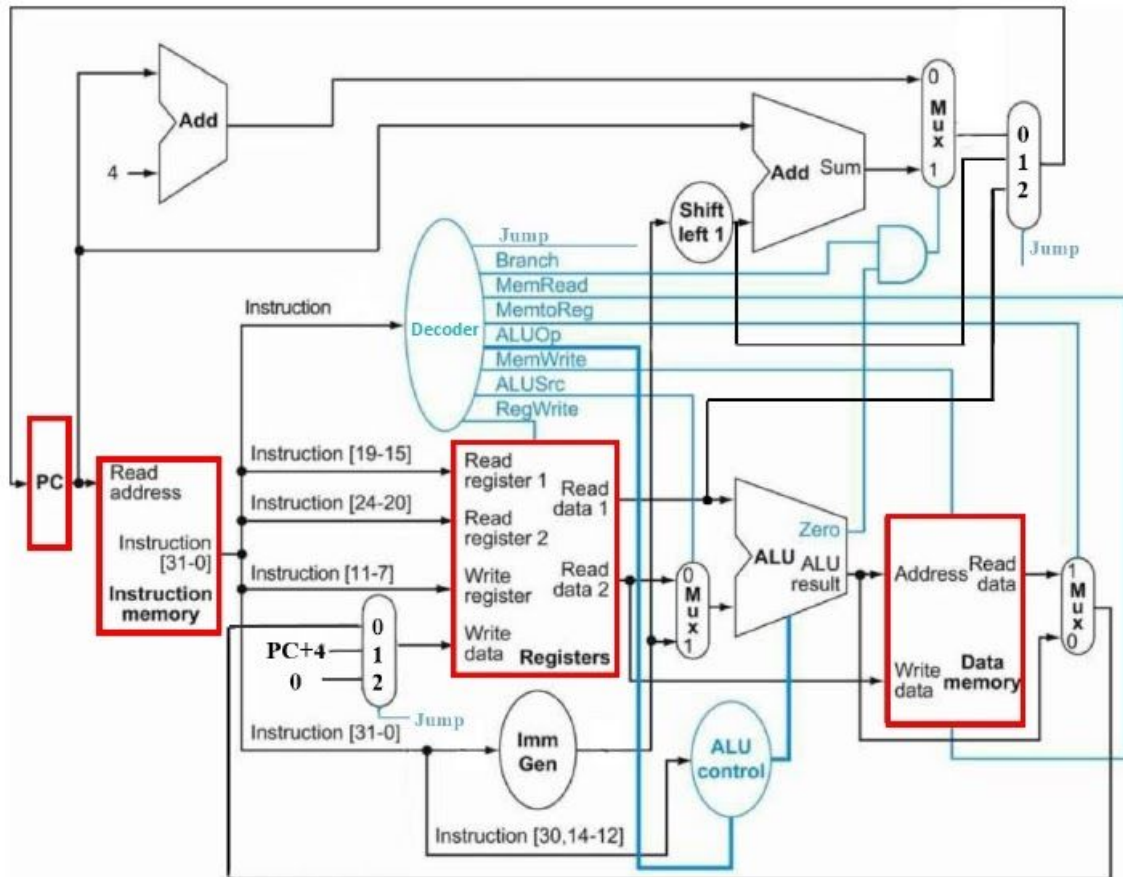 Add
4
0
Mux
1
0
1
2
Jump
Add
Sum
Shift
left 1
Jump
Branch
MemRead
MemtoReg
ALUOp
MemWrite
ALUSrc
RegWrite
Decoder
Instruction
PC
Read
address
Instruction
[31-0]
Instruction
memory
Instruction [19-15]
Instruction [24-20]
Instruction [11-7]
Read
register 1
Read
register 2
Write
register
Write
data
Read
data 1
Read
data 2
Registers
0
PC+4
1
0
2
Jump
0
Mux
1
Zero
ALU
ALU
result
Address
Read
data
Write
data
Data
memory
1
Mux
0
Instruction [31-0]
Imm
Gen
ALU
control
Instruction [30,14-12]